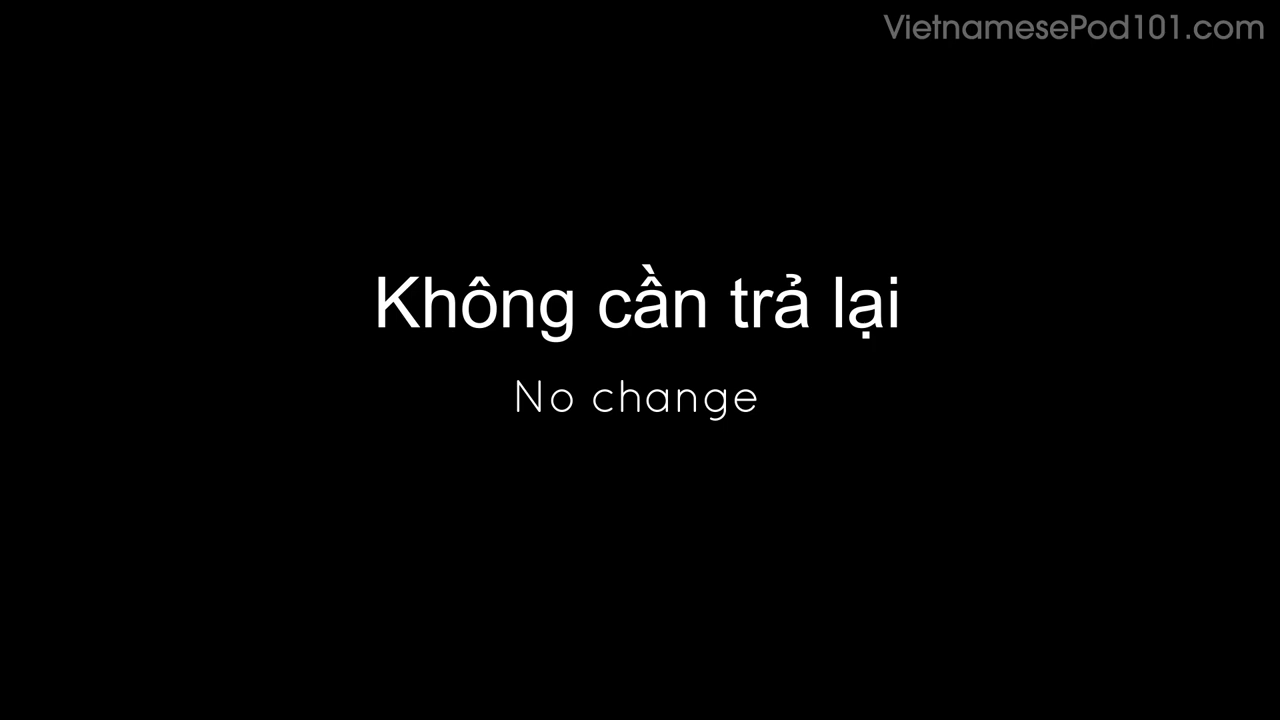 VietnamesePod101.com
Không cần trả lại
No change